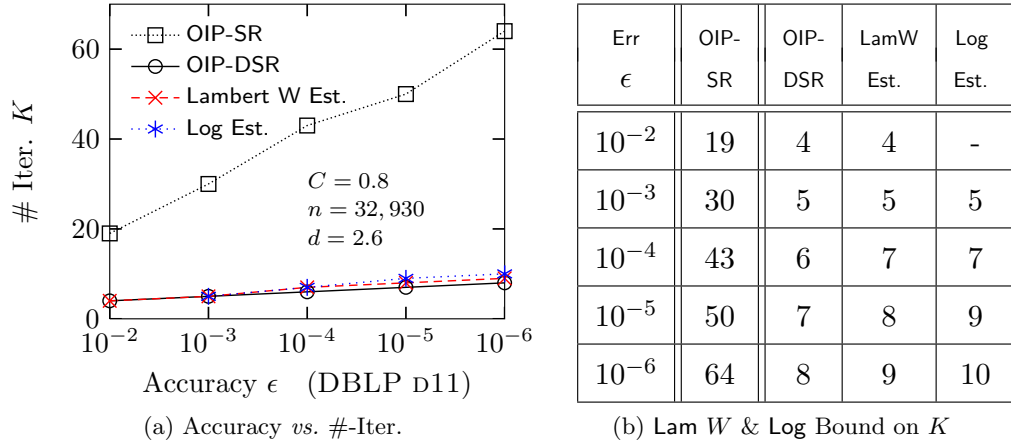 60
40
20
0
# Iter. K
OIP-SR
OIP-DSR
Lambert W Est.
Log Est.
C = 0.8
n = 32, 930
d = 2.6
10⁻² 10⁻³ 10⁻⁴ 10⁻⁵ 10⁻⁶
Accuracy ϵ (DBLP D11)
(a) Accuracy vs. #-Iter.
Err OIP- OIP- LamW Log
ϵ SR DSR Est. Est.
10⁻² 19 4 4 -
10⁻³ 30 5 5 5
10⁻⁴ 43 6 7 7
10⁻⁵ 50 7 8 9
10⁻⁶ 64 8 9 10
(b) Lam W & Log Bound on K